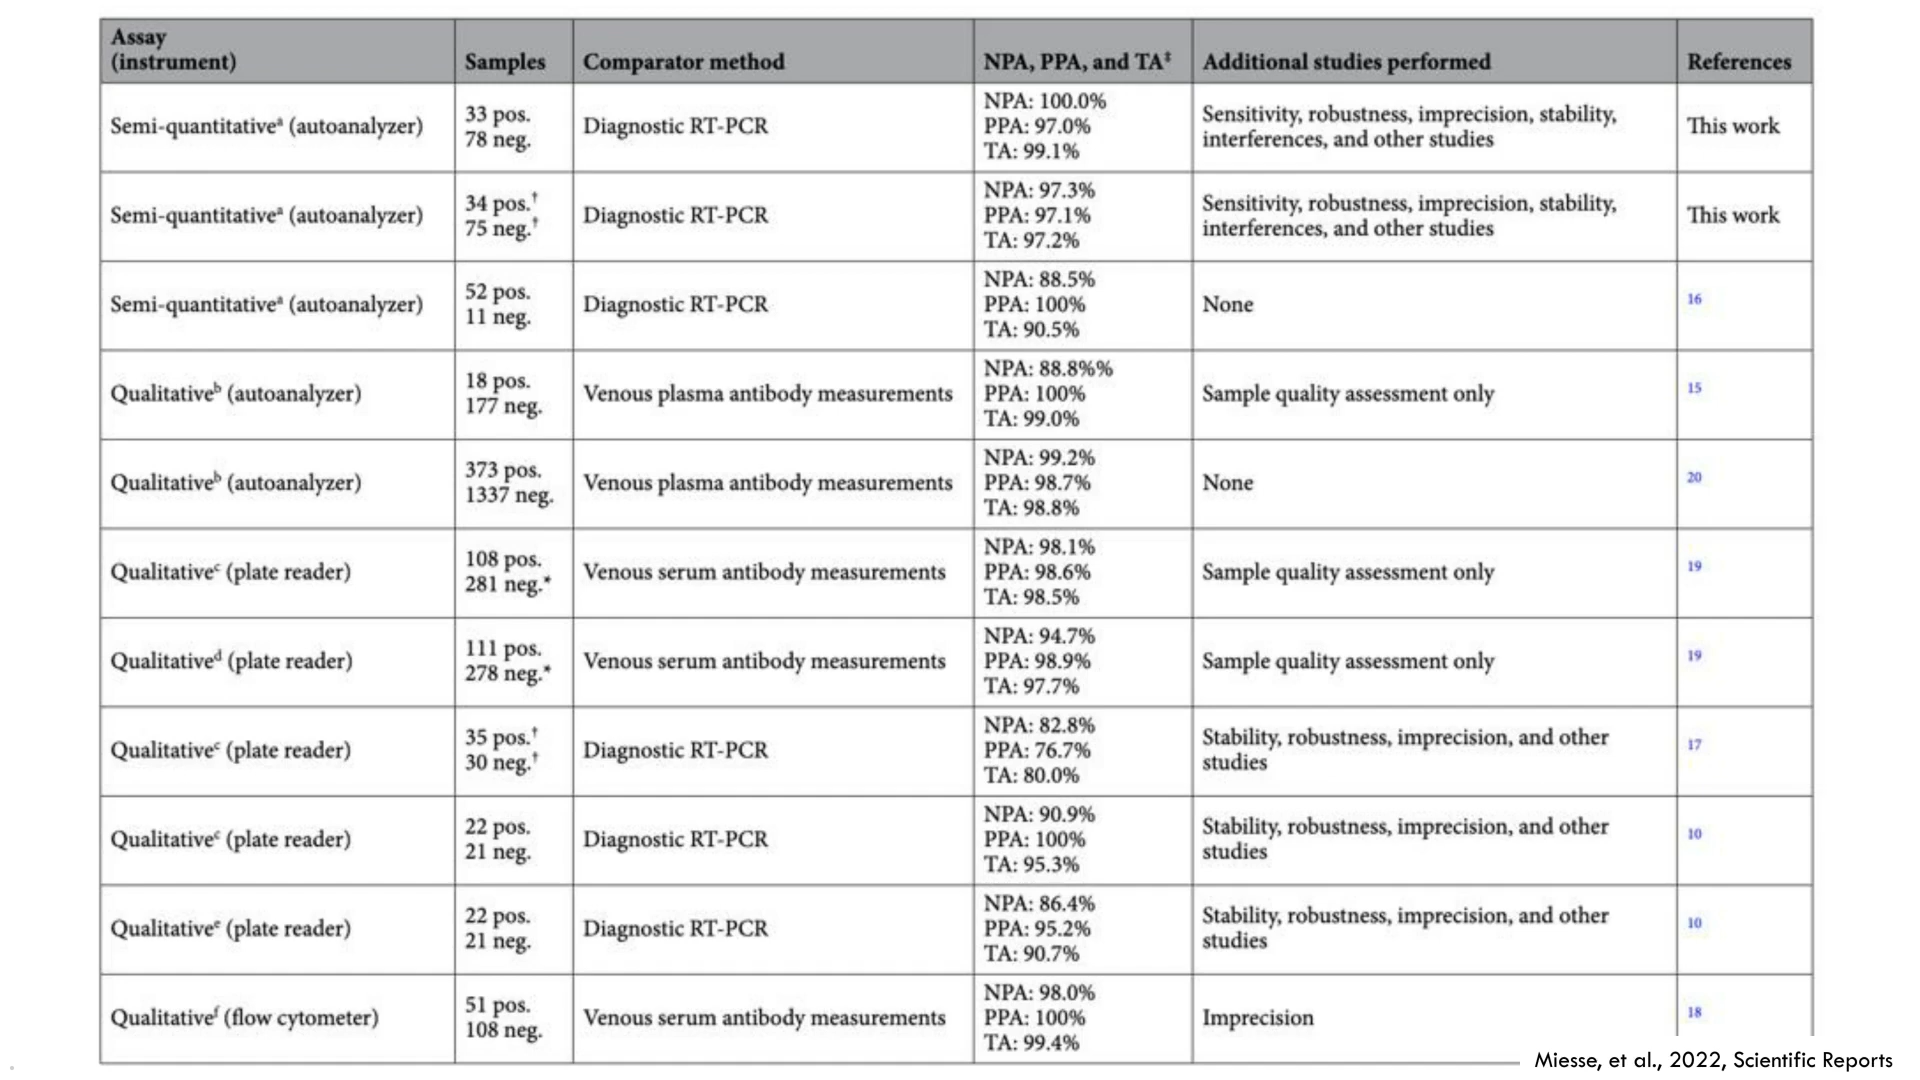 Assay
(instrument) Samples Comparator method NPA, PPA, and TA‡ Additional studies performed References
Semi-quantitativeᵃ (autoanalyzer)
33 pos.
78 neg.
Diagnostic RT-PCR
NPA: 100.0%
PPA: 97.0%
TA: 99.1%
Sensitivity, robustness, imprecision, stability,
interferences, and other studies
This work
Semi-quantitativeᵃ (autoanalyzer)
34 pos.†
75 neg.†
Diagnostic RT-PCR
NPA: 97.3%
PPA: 97.1%
TA: 97.2%
Sensitivity, robustness, imprecision, stability,
interferences, and other studies
This work
Semi-quantitativeᵃ (autoanalyzer)
52 pos.
11 neg.
Diagnostic RT-PCR
NPA: 88.5%
PPA: 100%
TA: 90.5%
None
16
Qualitativeᵇ (autoanalyzer)
18 pos.
177 neg.
Venous plasma antibody measurements
NPA: 88.8%%
PPA: 100%
TA: 99.0%
Sample quality assessment only
15
Qualitativeᵇ (autoanalyzer)
373 pos.
1337 neg.
Venous plasma antibody measurements
NPA: 99.2%
PPA: 98.7%
TA: 98.8%
None
20
Qualitativeᶜ (plate reader)
108 pos.
281 neg.*
Venous serum antibody measurements
NPA: 98.1%
PPA: 98.6%
TA: 98.5%
Sample quality assessment only
19
Qualitativeᵈ (plate reader)
111 pos.
278 neg.*
Venous serum antibody measurements
NPA: 94.7%
PPA: 98.9%
TA: 97.7%
Sample quality assessment only
19
Qualitativeᶜ (plate reader)
35 pos.†
30 neg.†
Diagnostic RT-PCR
NPA: 82.8%
PPA: 76.7%
TA: 80.0%
Stability, robustness, imprecision, and other
studies
17
Qualitativeᶜ (plate reader)
22 pos.
21 neg.
Diagnostic RT-PCR
NPA: 90.9%
PPA: 100%
TA: 95.3%
Stability, robustness, imprecision, and other
studies
10
Qualitativeᵉ (plate reader)
22 pos.
21 neg.
Diagnostic RT-PCR
NPA: 86.4%
PPA: 95.2%
TA: 90.7%
Stability, robustness, imprecision, and other
studies
10
Qualitativeᶠ (flow cytometer)
51 pos.
108 neg.
Venous serum antibody measurements
NPA: 98.0%
PPA: 100%
TA: 99.4%
Imprecision
18
Miesse, et al., 2022, Scientific Reports